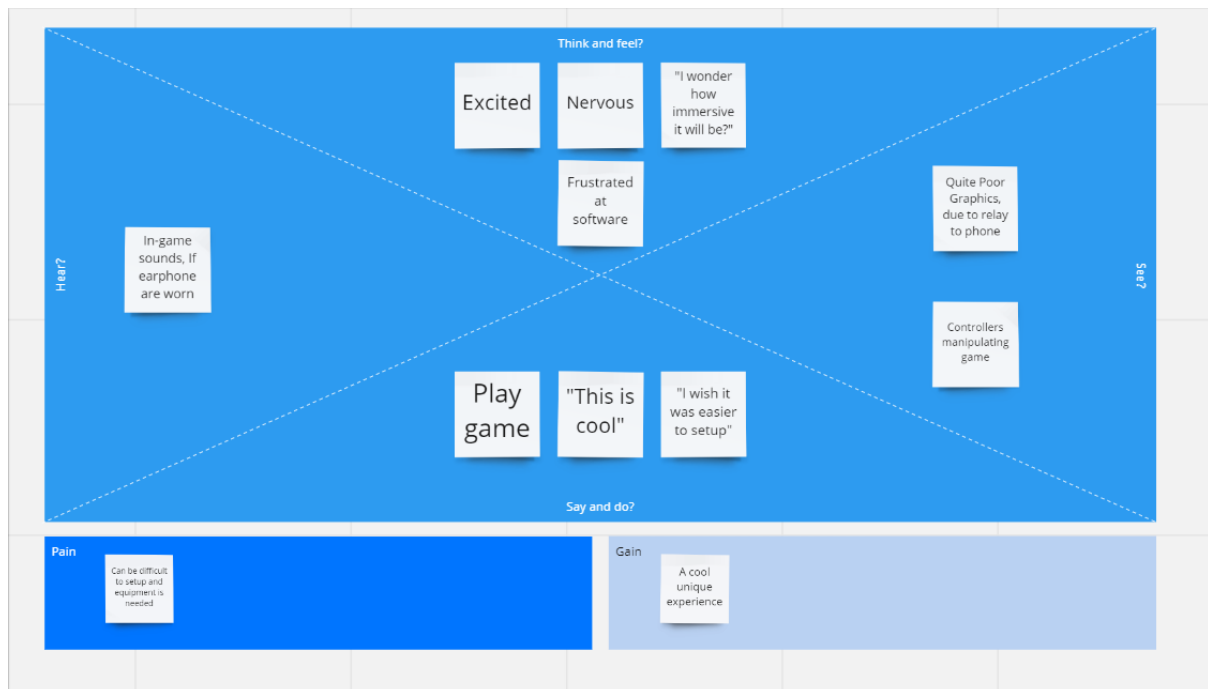 Think and feel?
Excited
Nervous
"I wonder
how
immersive
it will be?"
Frustrated
at
software
Hear?
In-game
sounds, If
earphone
are worn
Quite Poor
Graphics,
due to relay
to phone
See?
Controllers
manipulating
game
Play
game
"This is
cool"
"I wish it
was easier
to setup"
Say and do?
Pain
Can be difficult
to setup and
equipment is
needed
Gain
A cool
unique
experience